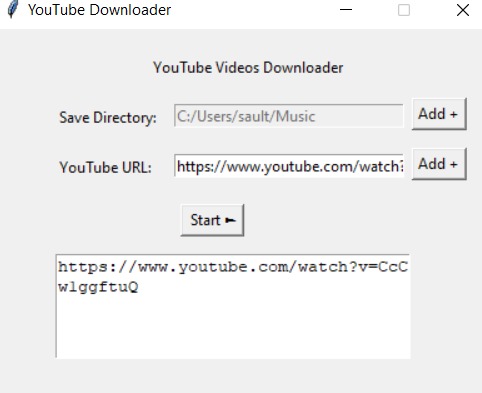 YouTube Downloader
YouTube Videos Downloader
Save Directory: C:/Users/sault/Music Add +
YouTube URL: https://www.youtube.com/watch? Add +
Start ►
https://www.youtube.com/watch?v=CcC
w1ggftuQ